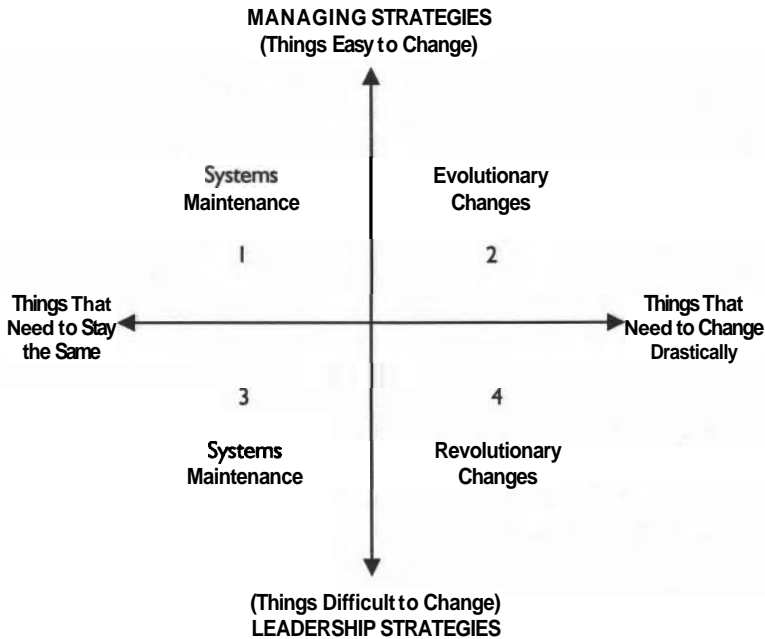 MANAGING STRATEGIES
(Things Easy to Change)
Systems
Maintenance
1
Evolutionary
Changes
2
Things That
Need to Stay
the Same
Things That
Need to Change
Drastically
3
Systems
Maintenance
4
Revolutionary
Changes
(Things Difficult to Change)
LEADERSHIP STRATEGIES